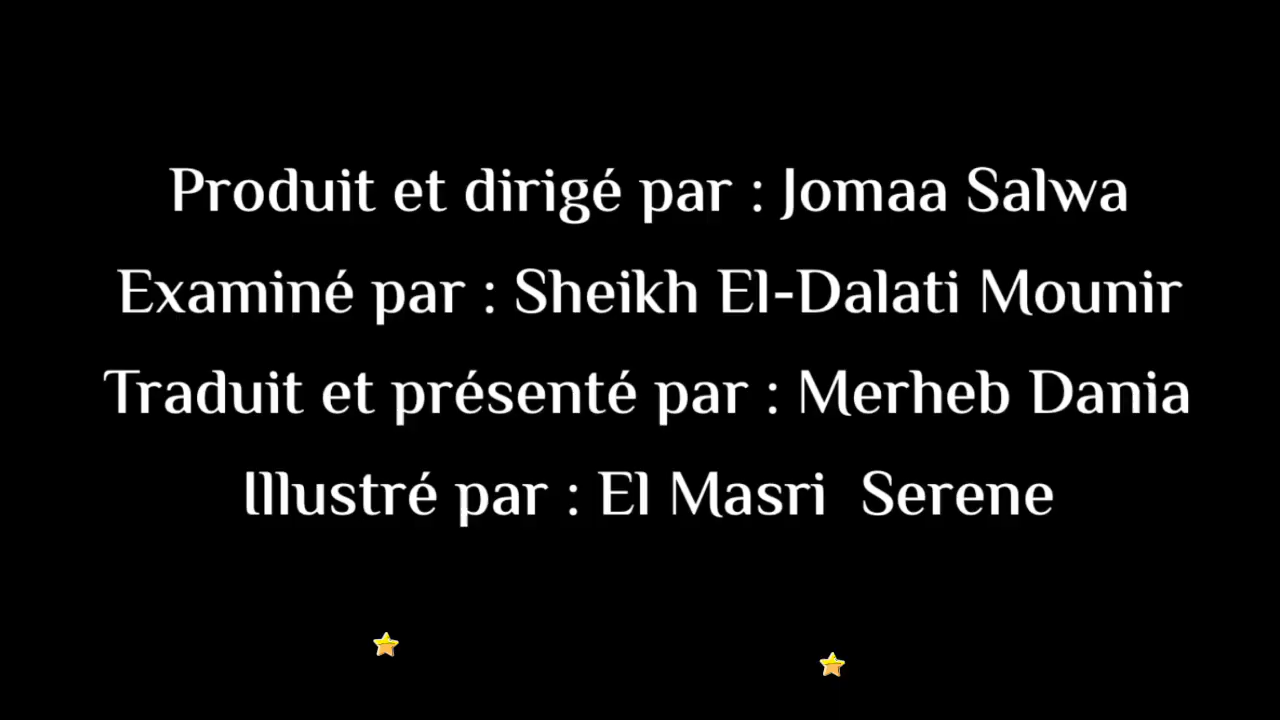 Produit et dirigé par : Jomaa Salwa
Examiné par : Sheikh El-Dalati Mounir
Traduit et présenté par : Merheb Dania
Illustré par : El Masri  Serene